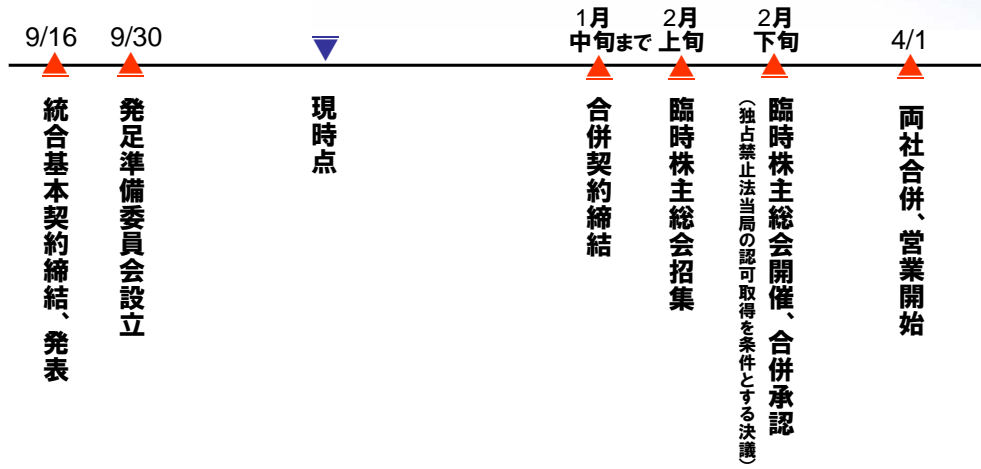 9/16
統合基本契約締結、発表
9/30
発足準備委員会設立
現時点
1月
中旬まで
合併契約締結
2月
上旬
臨時株主総会招集
2月
下旬
臨時株主総会開催、合併承認
（独占禁止法当局の認可取得を条件とする決議）
4/1
両社合併、営業開始